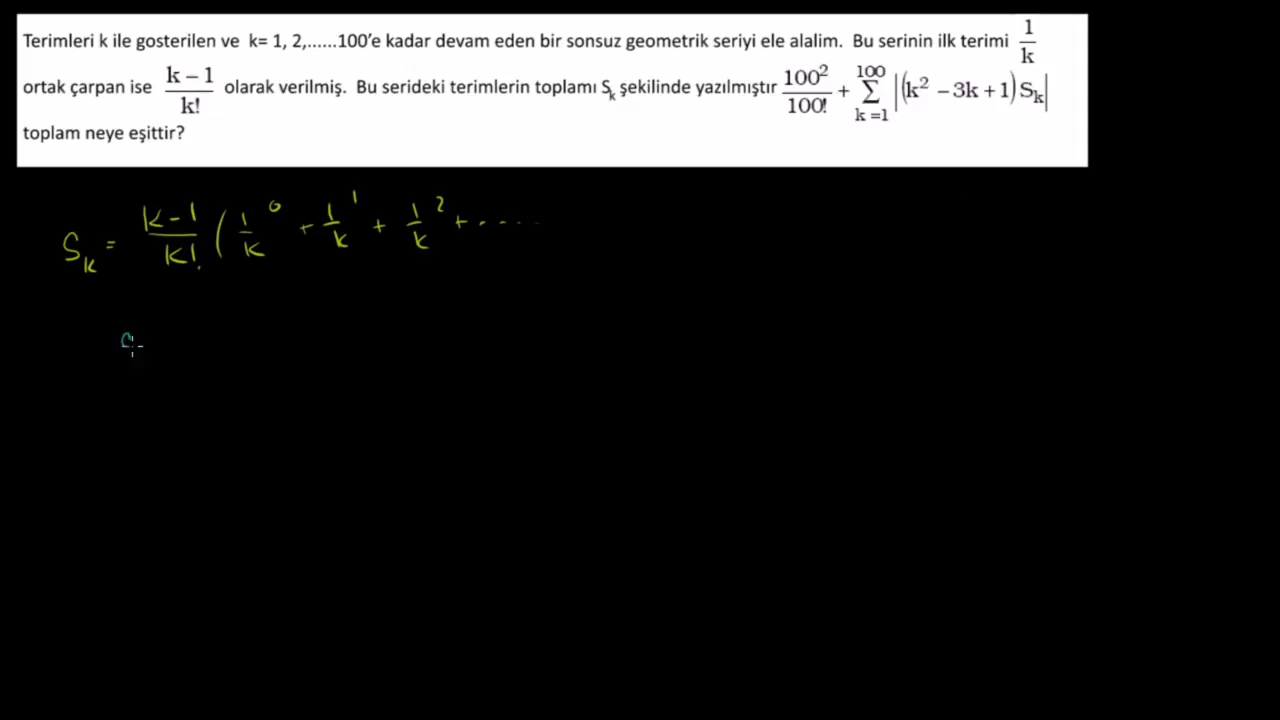 Terimleri k ile gosterilen ve k= 1, 2,......100'e kadar devam eden bir sonsuz geometrik seriyi ele alalim. Bu serinin ilk terimi 1/k
ortak çarpan ise (k – 1)/k! olarak verilmiş. Bu serideki terimlerin toplamı S_k şekilinde yazılmıştır 100²/100! + Σ_{k=1}^{100} |(k² – 3k + 1) S_k|
toplam neye eşittir?
S_k = (k-1)/k! ( 1/k^0 + 1/k^1 + 1/k^2 + .....